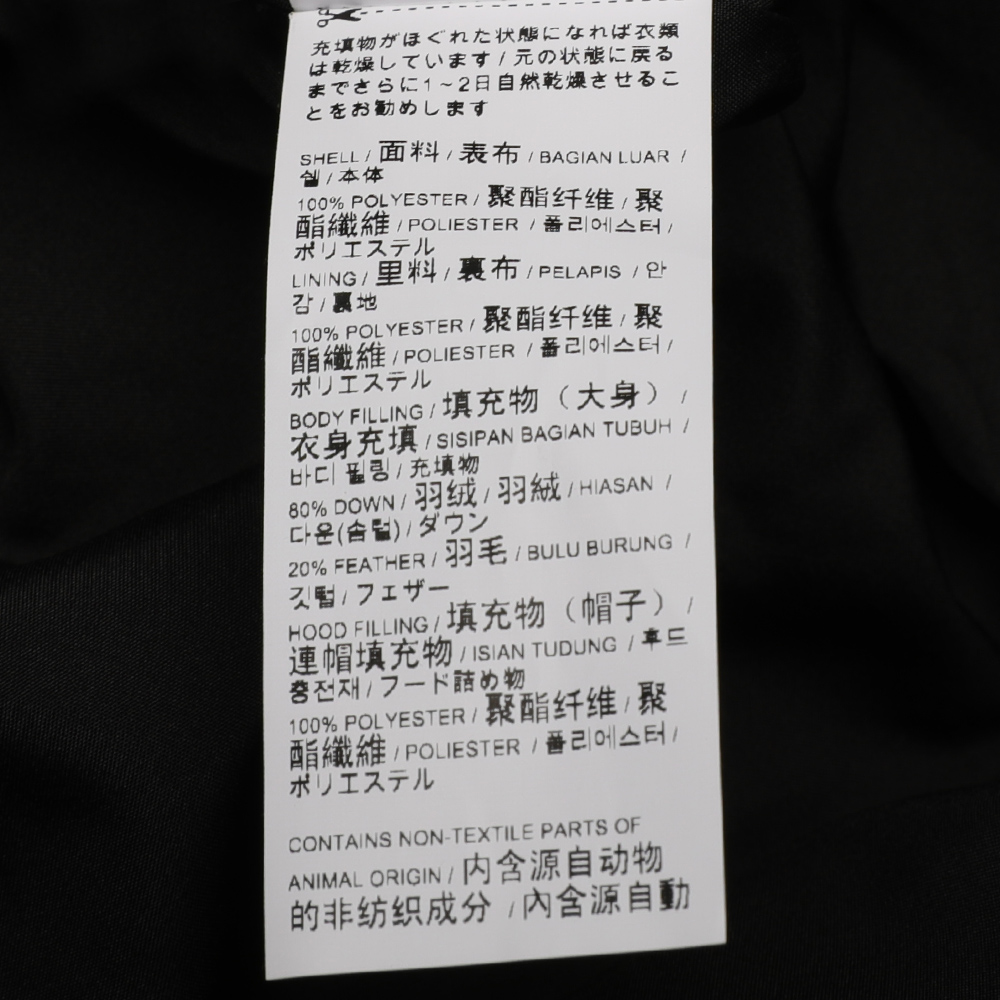 充填物がほぐれた状態になれば衣類
は乾燥しています / 元の状態に戻る
までさらに1~2日自然乾燥させるこ
とをお勧めします
SHELL / 面料 / 表布 / BAGIAN LUAR /
쉘 / 本体
100% POLYESTER / 聚酯纤维 / 聚
酯纖維 / POLIESTER / 폴리에스터 /
ポリエステル
LINING / 里料 / 裏布 / PELAPIS / 안
감 / 裏地
100% POLYESTER / 聚酯纤维 / 聚
酯纖維 / POLIESTER / 폴리에스터 /
ポリエステル
BODY FILLING / 填充物（大身） /
衣身充填 / SISIPAN BAGIAN TUBUH /
바디 필링 / 充填物
80% DOWN / 羽绒 / 羽絨 / HIASAN /
다운(솜털) / ダウン
20% FEATHER / 羽毛 / BULU BURUNG /
깃털 / フェザー
HOOD FILLING / 填充物（帽子） /
連帽填充物 / ISIAN TUDUNG / 후드
충전재 / フード詰め物
100% POLYESTER / 聚酯纤维 / 聚
酯纖維 / POLIESTER / 폴리에스터 /
ポリエステル
CONTAINS NON-TEXTILE PARTS OF
ANIMAL ORIGIN / 内含源自动物
的非纺织成分 / 內含源自動